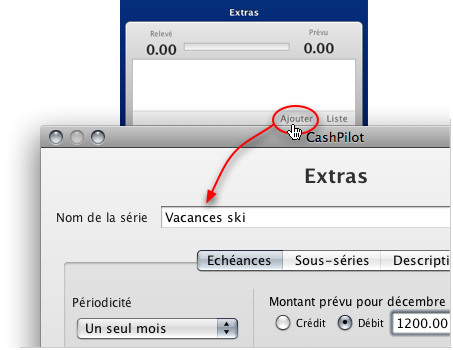 Extras
Relevé Prévu
0.00 0.00
Ajouter Liste
CashPilot
Extras
Nom de la série Vacances ski
Echéances Sous-séries Descripti
Périodicité Montant prévu pour décembre
Un seul mois Crédit Débit 1200.00